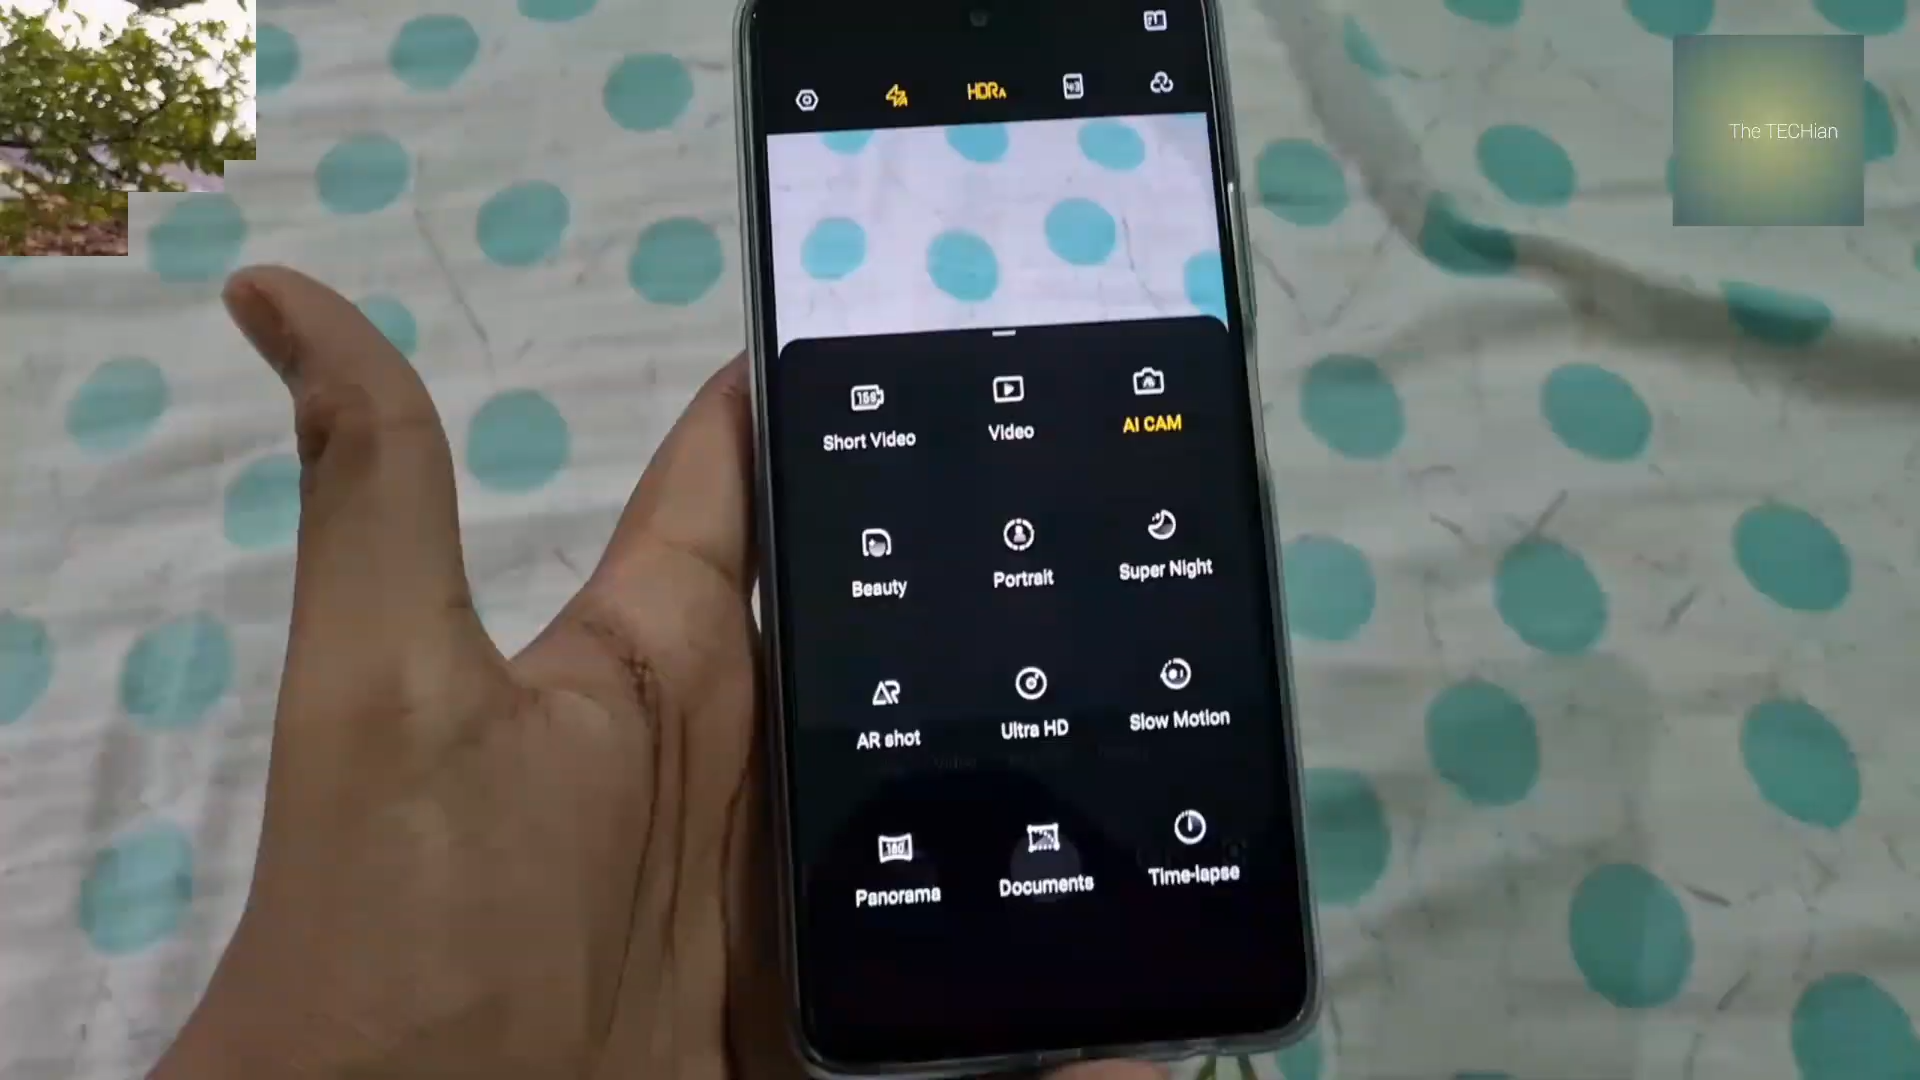 The TECHian
HDRA
Short Video
Video
AI CAM
Beauty
Portrait
Super Night
AR shot
Ultra HD
Slow Motion
Panorama
Documents
Time-lapse